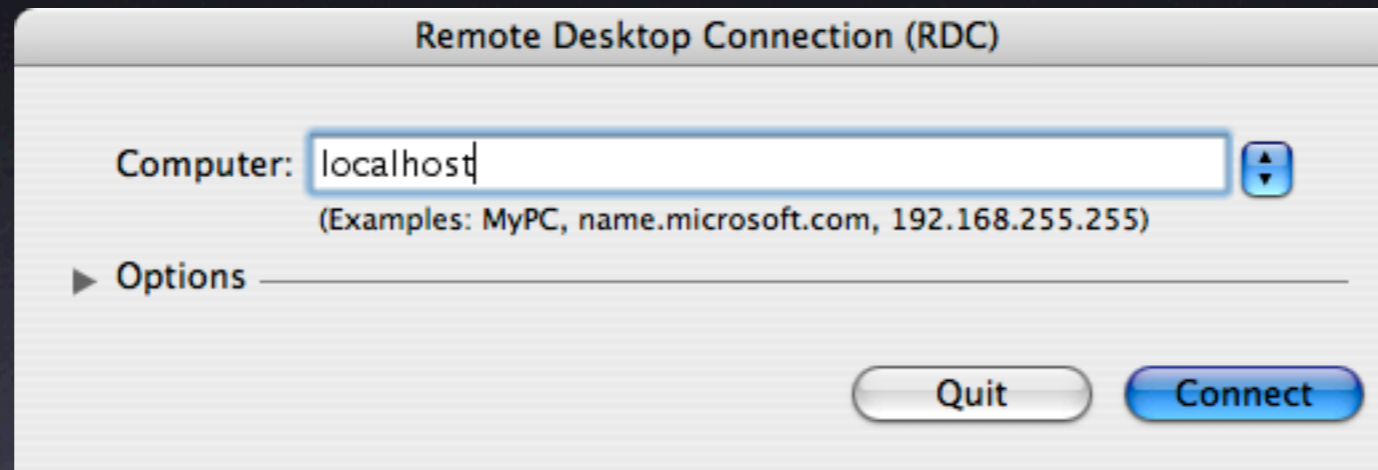 Remote Desktop Connection (RDC)
Computer: localhost
(Examples: MyPC, name.microsoft.com, 192.168.255.255)
Options
Quit Connect